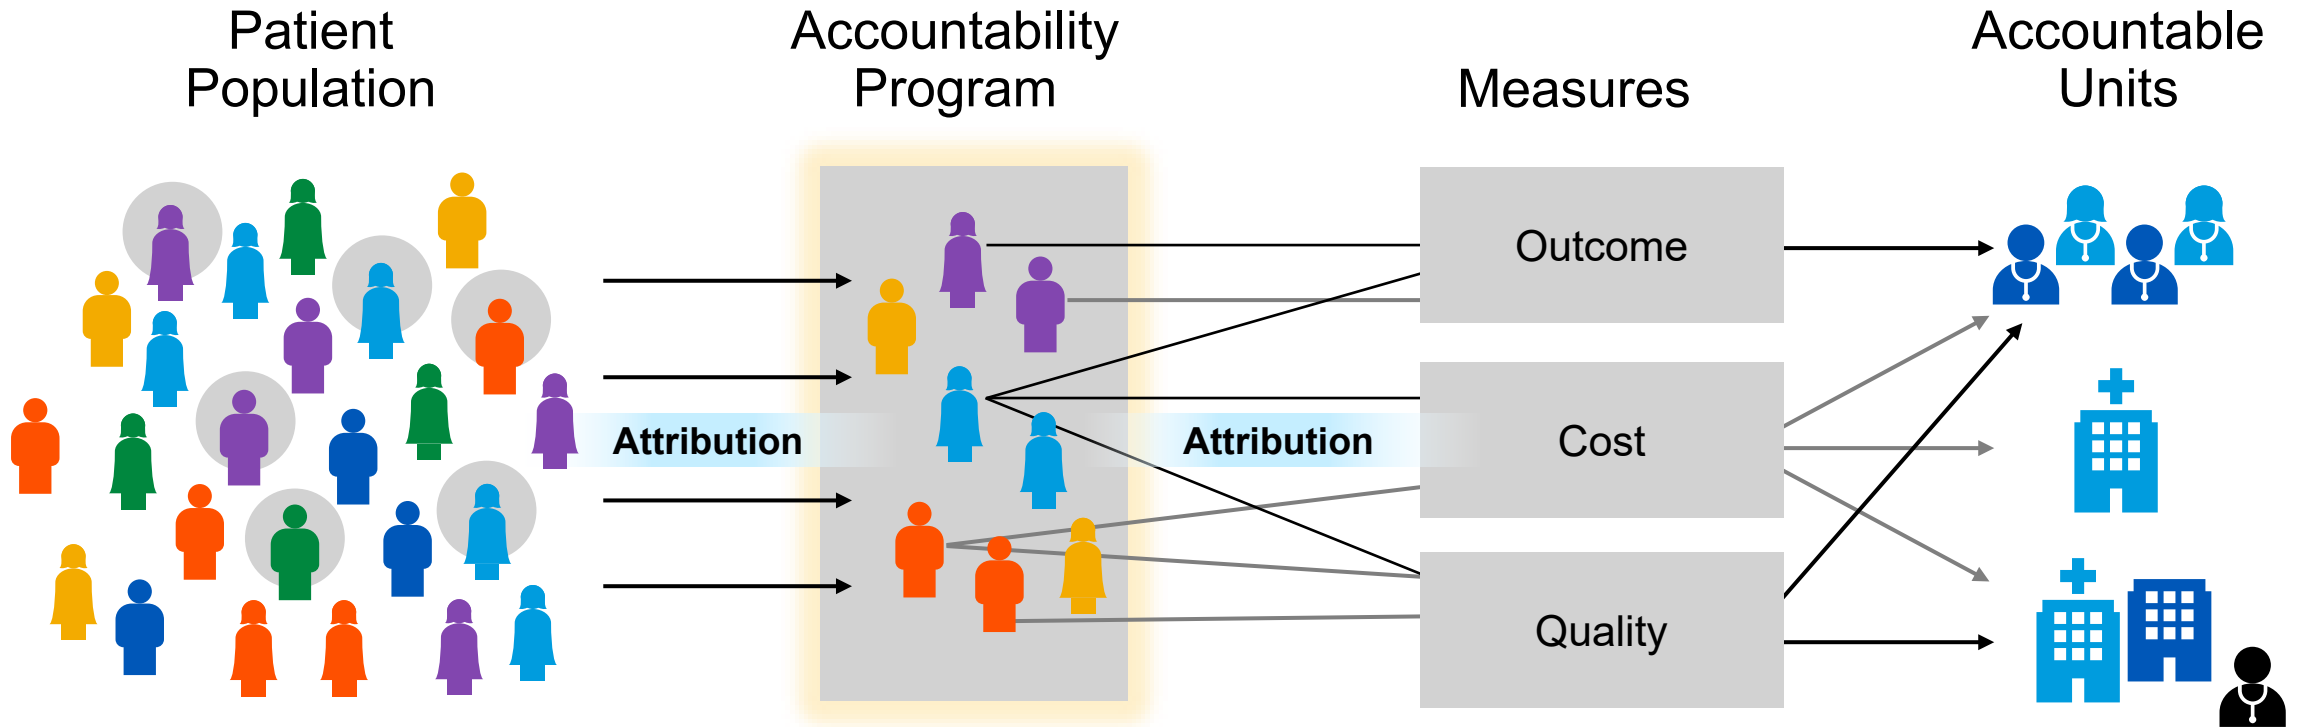 Patient
Population
Accountability
Program
Measures
Accountable
Units
Attribution
Attribution
Outcome
Cost
Quality